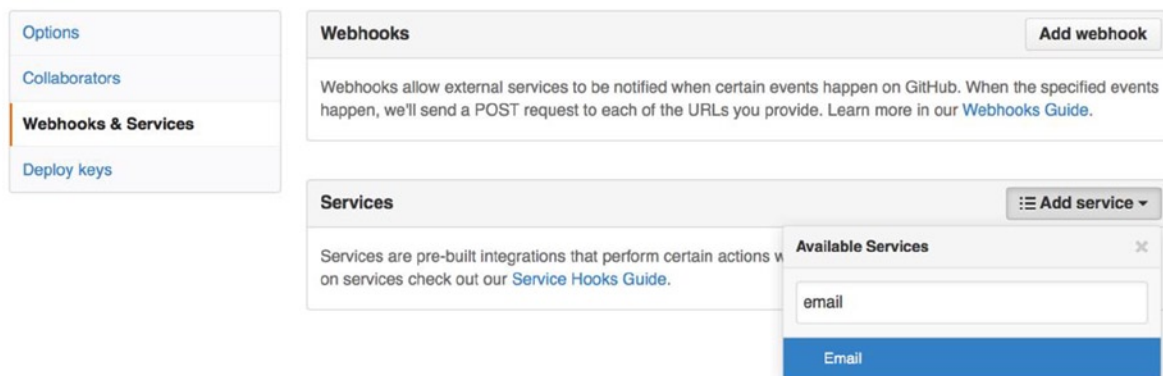 Options
Collaborators
Webhooks & Services
Deploy keys
Webhooks
Add webhook
Webhooks allow external services to be notified when certain events happen on GitHub. When the specified events
happen, we'll send a POST request to each of the URLs you provide. Learn more in our Webhooks Guide.
Services
Add service
Services are pre-built integrations that perform certain actions
on services check out our Service Hooks Guide.
Available Services
email
Email